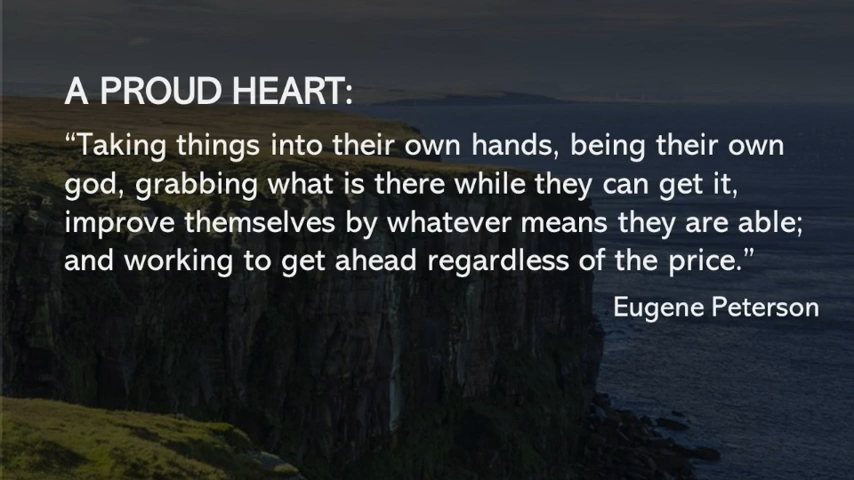 A PROUD HEART:
“Taking things into their own hands, being their own
god, grabbing what is there while they can get it,
improve themselves by whatever means they are able;
and working to get ahead regardless of the price.”
Eugene Peterson